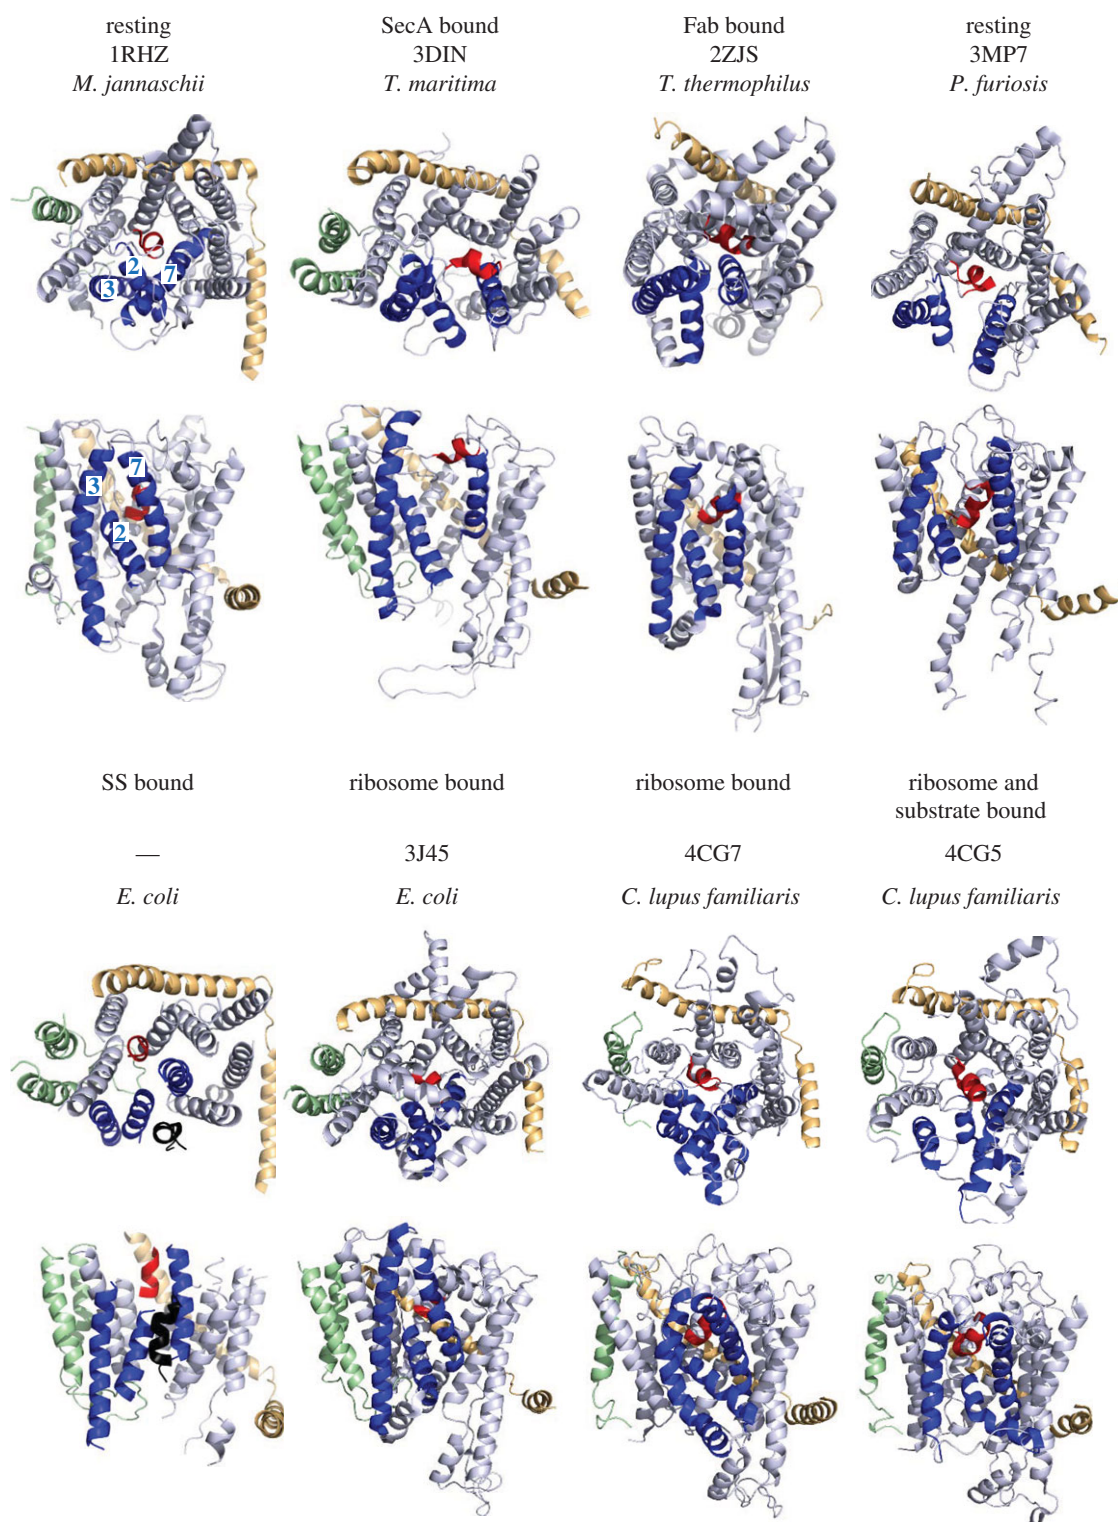 resting
1RHZ
M. jannaschii
SecA bound
3DIN
T. maritima
Fab bound
2ZJS
T. thermophilus
resting
3MP7
P. furiosis
2
7
3
7
3
2
SS bound
—
E. coli
ribosome bound
3J45
E. coli
ribosome bound
4CG7
C. lupus familiaris
ribosome and
substrate bound
4CG5
C. lupus familiaris